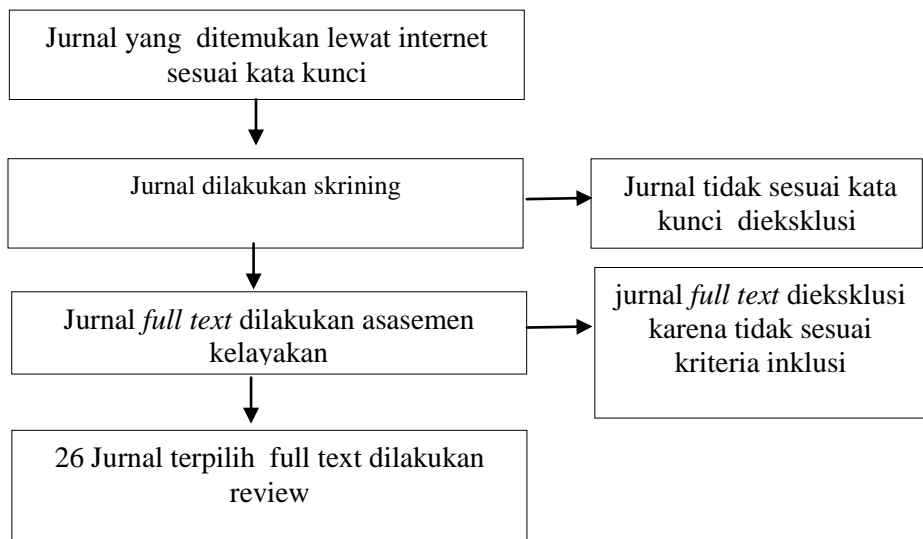 Jurnal yang ditemukan lewat internet
sesuai kata kunci
Jurnal dilakukan skrining
Jurnal tidak sesuai kata
kunci dieksklusi
Jurnal full text dilakukan asasemen
kelayakan
jurnal full text dieksklusi
karena tidak sesuai
kriteria inklusi
26 Jurnal terpilih full text dilakukan
review